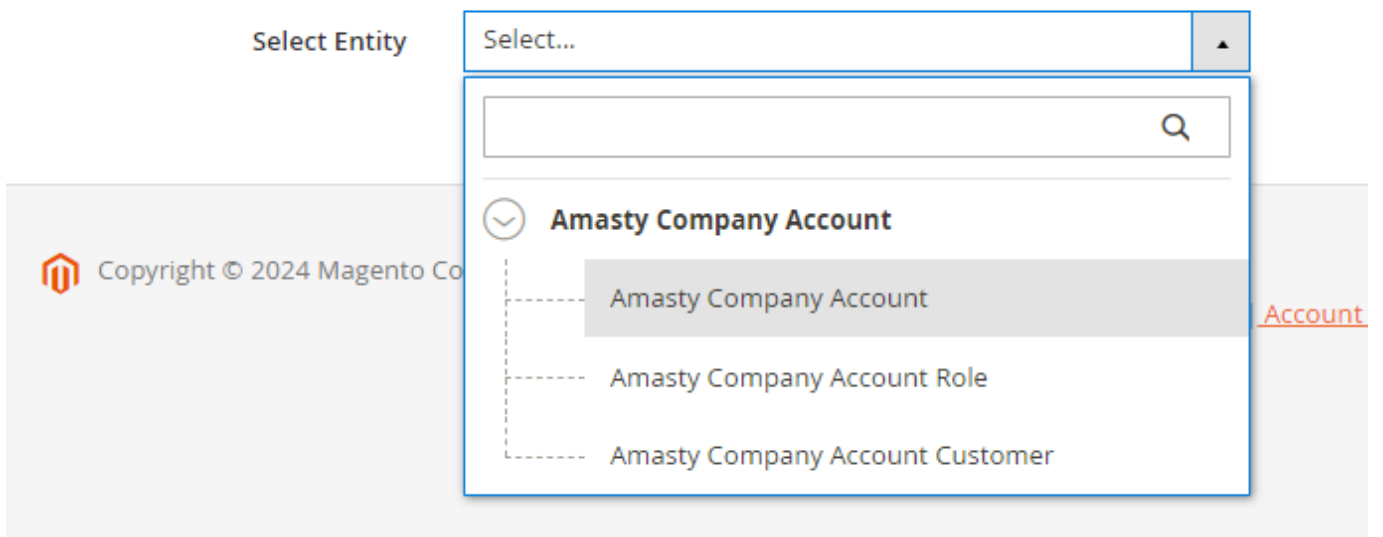 Select Entity
Select...
Amasty Company Account
Amasty Company Account
Amasty Company Account Role
Amasty Company Account Customer
Copyright © 2024 Magento Co
Account